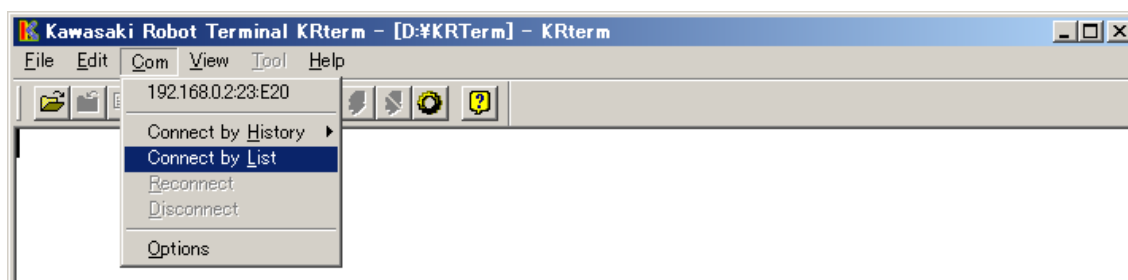 Kawasaki Robot Terminal KRterm - [D:¥KRTerm] - KRterm
File Edit Com View Tool Help
192.168.0.2:23:E20
Connect by History
Connect by List
Reconnect
Disconnect
Options